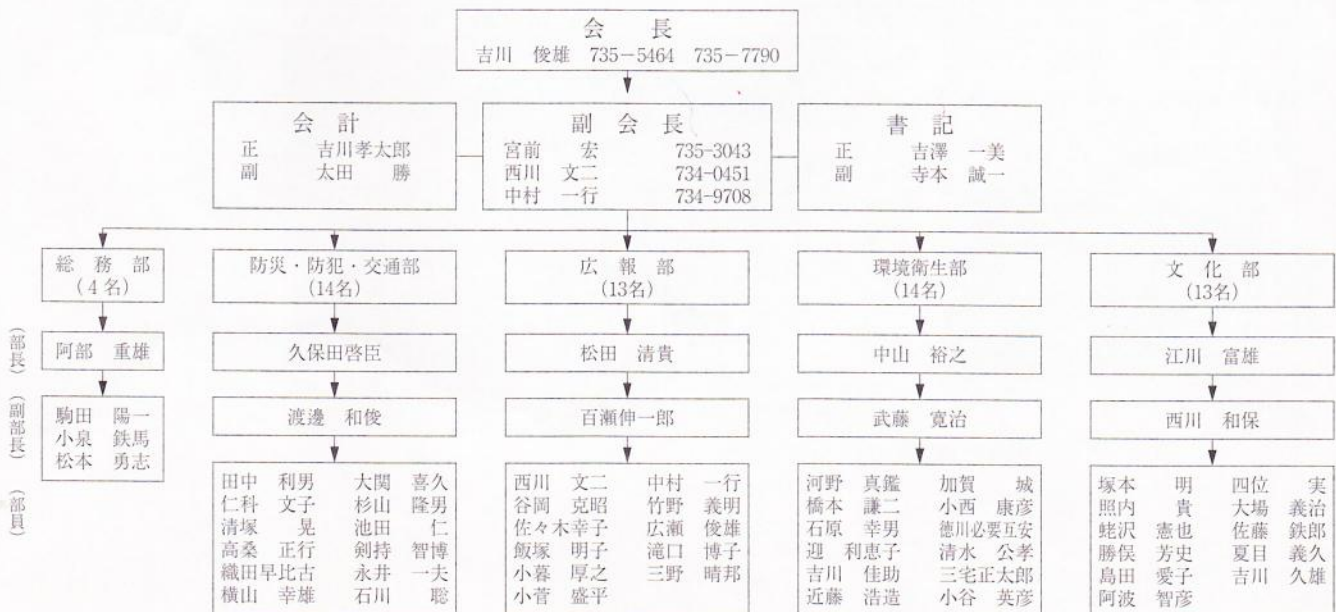 会長
吉川 俊雄 735-5464 735-7790
会計
正 吉川孝太郎
副 太田 勝
副会長
宮前 宏 735-3043
西川 文二 734-0451
中村 一行 734-9708
書記
正 吉澤 一美
副 寺本 誠一
総務部
(4名)
防災・防犯・交通部
(14名)
広報部
(13名)
環境衛生部
(14名)
文化部
(13名)
(部長)
阿部 重雄
久保田啓臣
松田 清貴
中山 裕之
江川 富雄
(副部長)
駒田 陽一
小泉 鉄馬
松本 勇志
渡邊 和俊
百瀬伸一郎
武藤 寛治
西川 和保
(部員)
田中 利男 大関 喜久
仁科 文子 杉山 隆男
清塚 晃 池田 仁
高桑 正行 剣持 智博
織田早比古 永井 一夫
横山 幸雄 石川 聡
西川 文二 中村 一行
谷岡 克昭 竹野 義明
佐々木幸子 広瀬 俊雄
飯塚 明子 滝口 博子
小暮 厚之 三野 晴邦
小菅 盛平
河野 真鑑 加賀 城
橋本 謙二 小西 康彦
石原 幸男 徳川必要互安
迎 利恵子 清水 公孝
吉川 佳助 三宅正太郎
近藤 浩造 小谷 英彦
塚本 明 四位 実
照内 貴 大場 義治
蛯沢 憲也 佐藤 鉄郎
勝俣 芳史 夏目 義久
島田 愛子 吉川 久雄
阿波 智彦